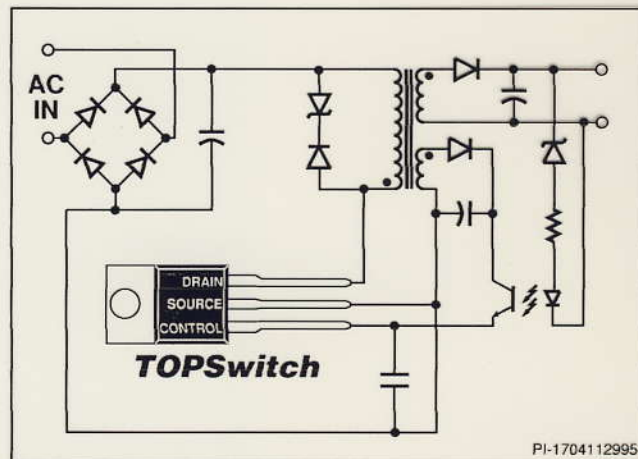 AC
IN
DRAIN
SOURCE
CONTROL
TOPSwitch
PI-1704112995